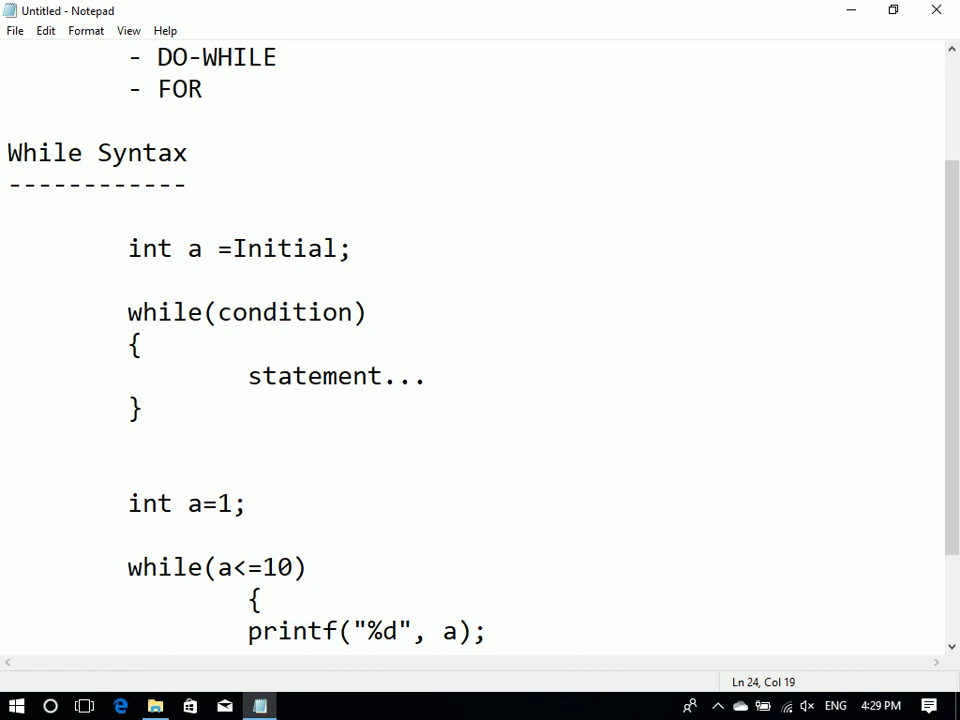 Untitled - Notepad
File Edit Format View Help
- DO-WHILE
- FOR
While Syntax
------------
int a =Initial;
while(condition)
{
statement...
}
int a=1;
while(a<=10)
{
printf("%d", a);
Ln 24, Col 19
ENG 4:29 PM